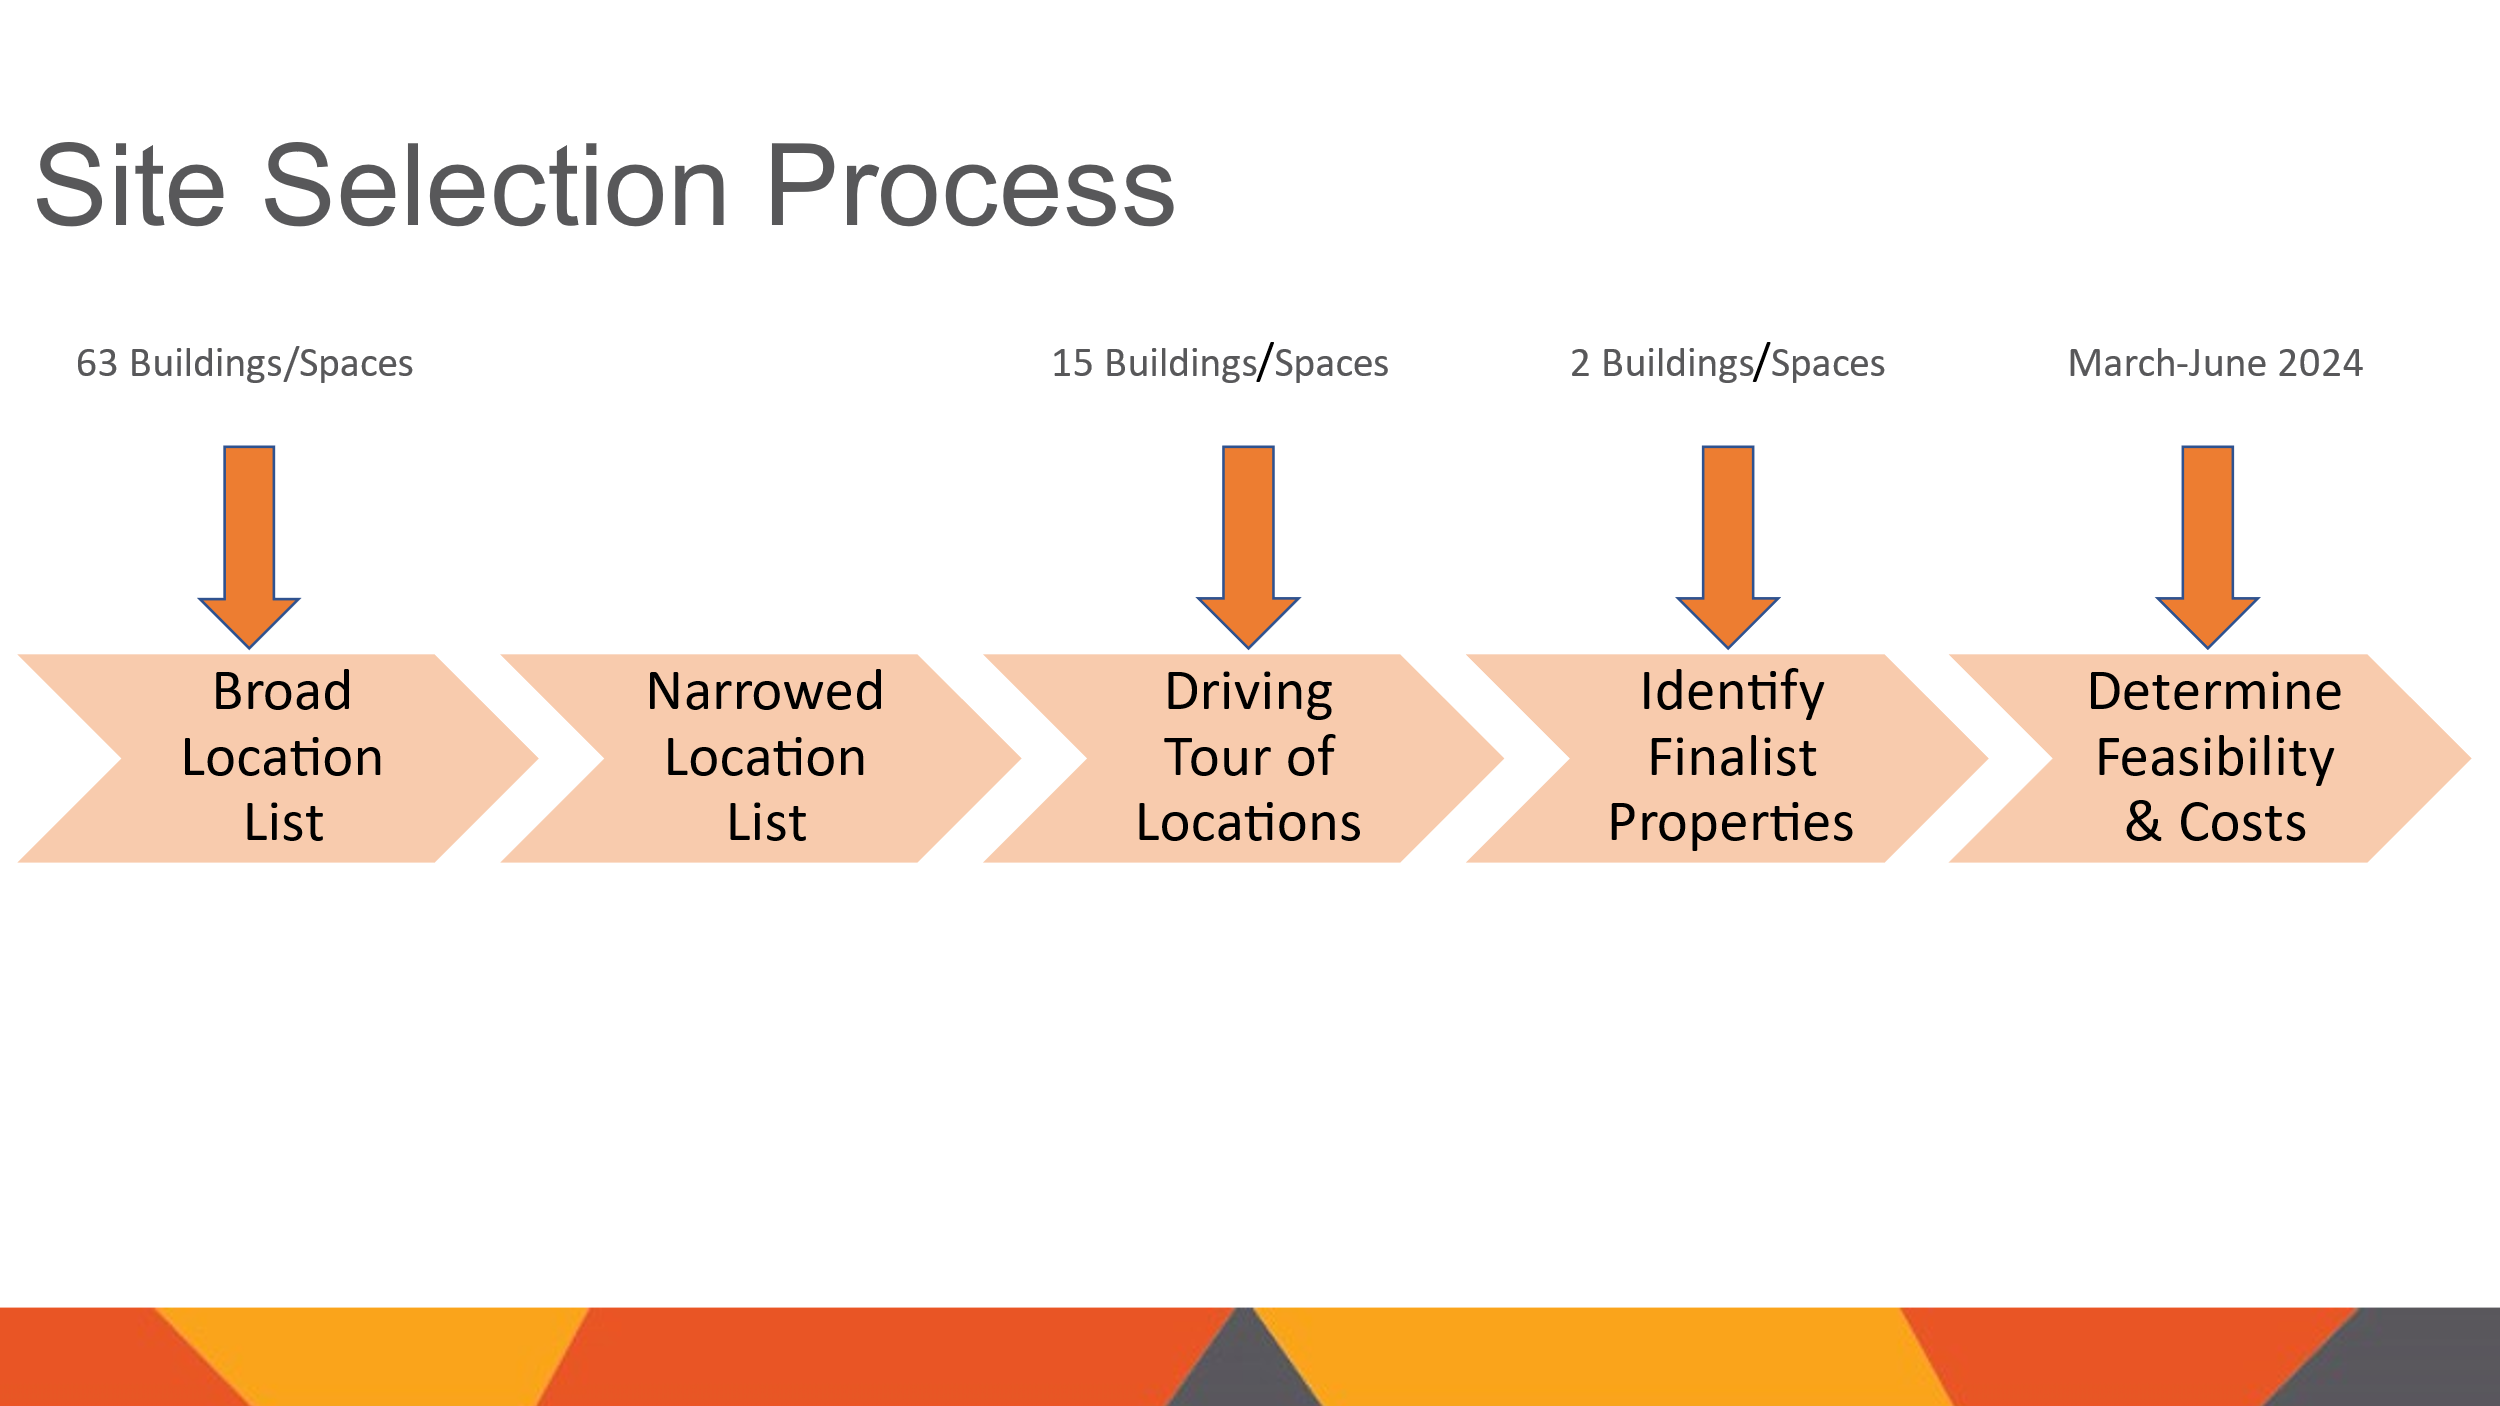 Site Selection Process
63 Buildings/Spaces
15 Buildings/Spaces
2 Buildings/Spaces
March-June 2024
Broad
Location
List
Narrowed
Location
List
Driving
Tour of
Locations
Identify
Finalist
Properties
Determine
Feasibility
& Costs